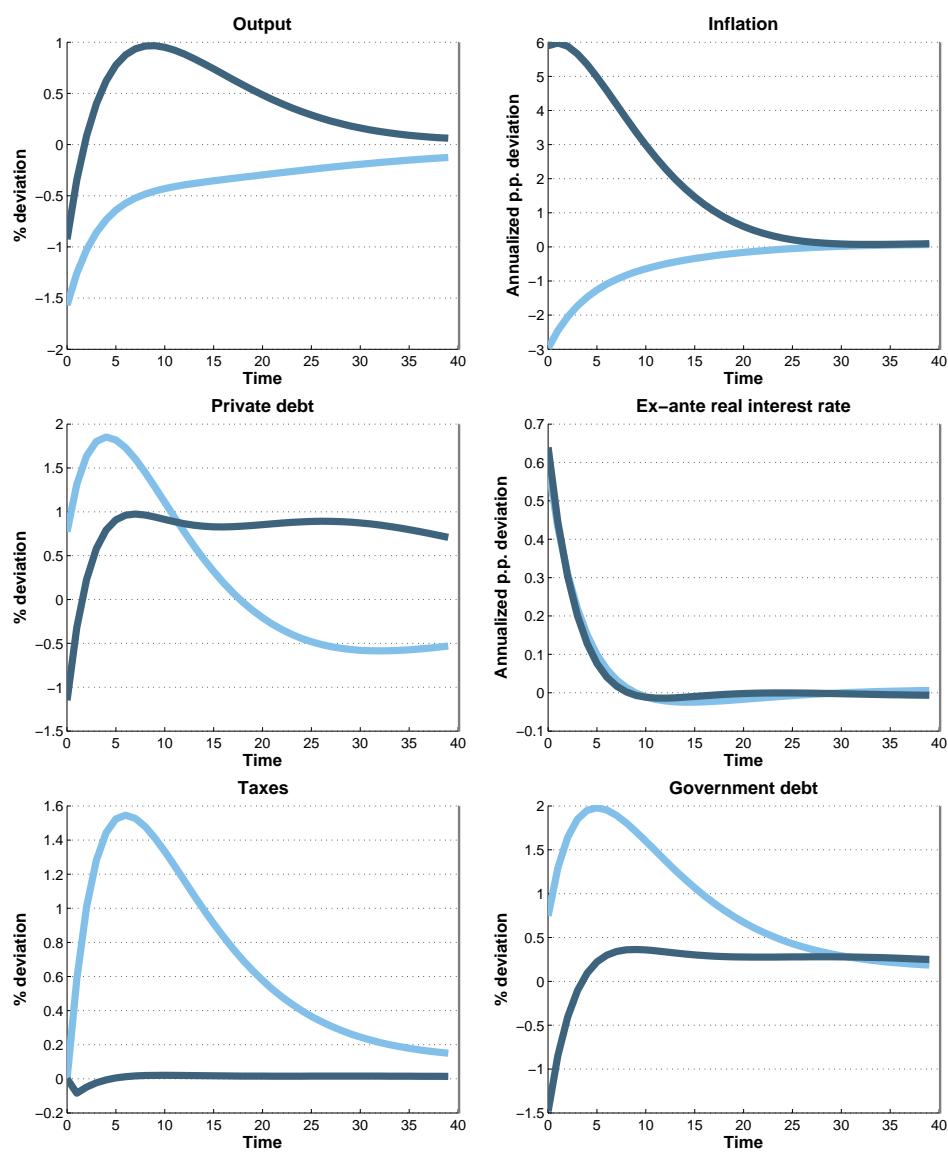 Output
% deviation
1
0.5
0
−0.5
−1
−1.5
−2
0 5 10 15 20 25 30 35 40
Time
Inflation
Annualized p.p. deviation
6
5
4
3
2
1
0
−1
−2
−3
0 5 10 15 20 25 30 35 40
Time
Private debt
% deviation
2
1.5
1
0.5
0
−0.5
−1
−1.5
0 5 10 15 20 25 30 35 40
Time
Ex−ante real interest rate
Annualized p.p. deviation
0.7
0.6
0.5
0.4
0.3
0.2
0.1
0
−0.1
0 5 10 15 20 25 30 35 40
Time
Taxes
% deviation
1.6
1.4
1.2
1
0.8
0.6
0.4
0.2
0
−0.2
0 5 10 15 20 25 30 35 40
Time
Government debt
% deviation
2
1.5
1
0.5
0
−0.5
−1
−1.5
0 5 10 15 20 25 30 35 40
Time